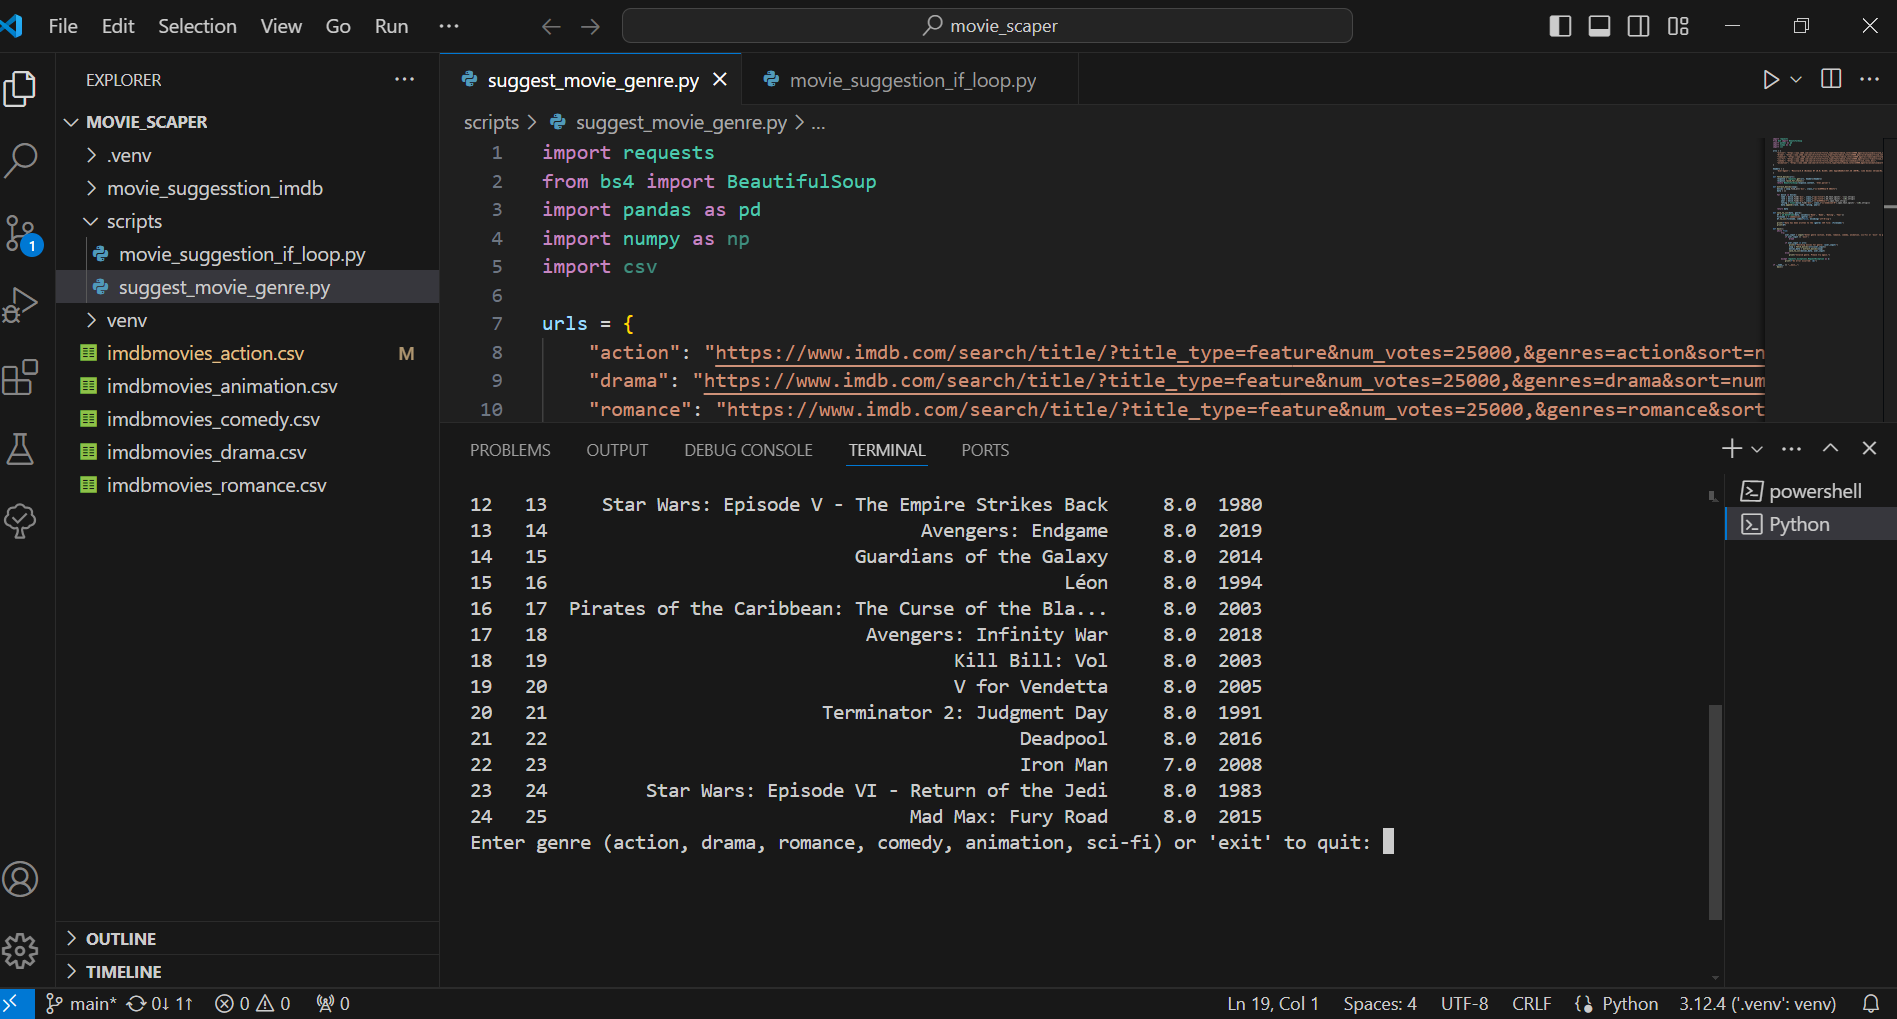 File Edit Selection View Go Run ···
movie_scaper
EXPLORER ···
MOVIE_SCAPER
.venv
movie_suggesstion_imdb
scripts
movie_suggestion_if_loop.py
suggest_movie_genre.py
venv
imdbmovies_action.csv M
imdbmovies_animation.csv
imdbmovies_comedy.csv
imdbmovies_drama.csv
imdbmovies_romance.csv
OUTLINE
TIMELINE
1
suggest_movie_genre.py movie_suggestion_if_loop.py
scripts > suggest_movie_genre.py > ...
1 import requests
2 from bs4 import BeautifulSoup
3 import pandas as pd
4 import numpy as np
5 import csv
6
7 urls = {
8 "action": "https://www.imdb.com/search/title/?title_type=feature&num_votes=25000,&genres=action&sort=n
9 "drama": "https://www.imdb.com/search/title/?title_type=feature&num_votes=25000,&genres=drama&sort=num
10 "romance": "https://www.imdb.com/search/title/?title_type=feature&num_votes=25000,&genres=romance&sort
PROBLEMS OUTPUT DEBUG CONSOLE TERMINAL PORTS
12 13 Star Wars: Episode V - The Empire Strikes Back 8.0 1980
13 14 Avengers: Endgame 8.0 2019
14 15 Guardians of the Galaxy 8.0 2014
15 16 Léon 8.0 1994
16 17 Pirates of the Caribbean: The Curse of the Bla... 8.0 2003
17 18 Avengers: Infinity War 8.0 2018
18 19 Kill Bill: Vol 8.0 2003
19 20 V for Vendetta 8.0 2005
20 21 Terminator 2: Judgment Day 8.0 1991
21 22 Deadpool 8.0 2016
22 23 Iron Man 7.0 2008
23 24 Star Wars: Episode VI - Return of the Jedi 8.0 1983
24 25 Mad Max: Fury Road 8.0 2015
Enter genre (action, drama, romance, comedy, animation, sci-fi) or 'exit' to quit:
powershell
Python
main* 0↓ 1↑ 0 0 0 Ln 19, Col 1 Spaces: 4 UTF-8 CRLF Python 3.12.4 ('.venv': venv)